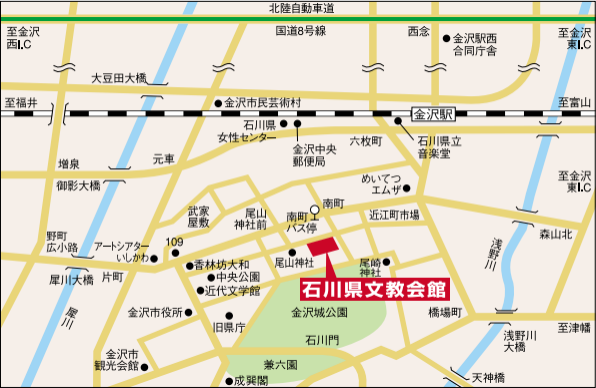 北陸自動車道
国道8号線
至金沢
西I.C
西念
金沢駅西
合同庁舎
至金沢
東I.C
大豆田大橋
至福井
金沢市民芸術村
金沢駅
至富山
石川県
女性センター
金沢中央
郵便局
六枚町
石川県立
音楽堂
増泉
元車
御影大橋
めいてつ
エムザ
至金沢
東I.C
武家
屋敷
尾山
神社前
南町
南町
バス停
近江町市場
野町
広小路
アートシアター
いしかわ
109
森山北
浅野川
香林坊大和
中央公園
近代文学館
尾山神社
尾崎
神社
犀川大橋
片町
石川県文教会館
犀川
金沢市役所
旧県庁
金沢城公園
石川門
橋場町
至津幡
浅野川
大橋
金沢市
観光会館
兼六園
成巽閣
天神橋